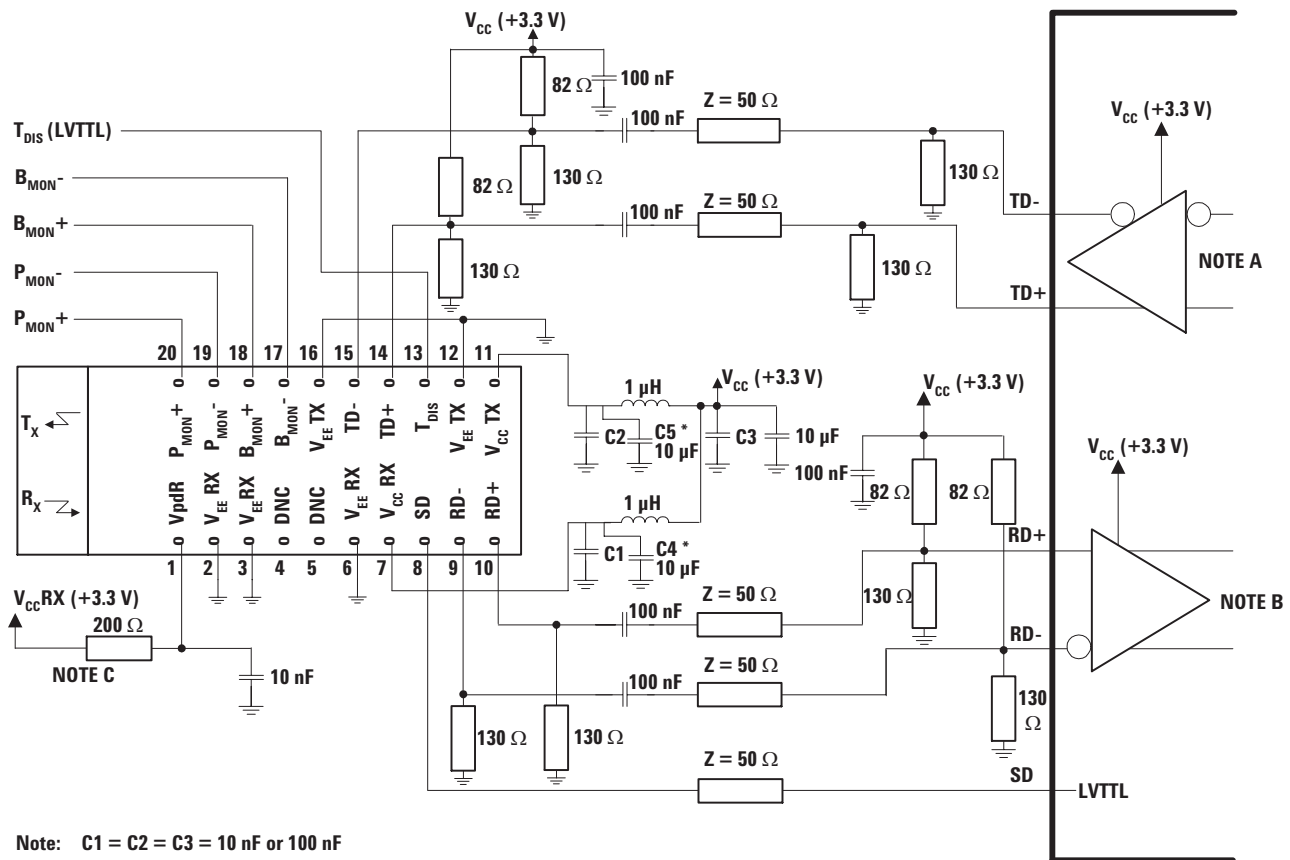 V_CC (+3.3 V)
82 Ω
100 nF
100 nF
Z = 50 Ω
T_DIS (LVTTL)
130 Ω
130 Ω
V_CC (+3.3 V)
B_MON-
82 Ω
Z = 50 Ω
TD-
B_MON+
100 nF
NOTE A
P_MON-
130 Ω
130 Ω
TD+
P_MON+
20 19 18 17 16 15 14 13 12 11
T_X
P_MON+
P_MON-
B_MON+
B_MON-
V_EE TX
TD-
TD+
T_DIS
V_EE TX
V_CC TX
R_X
VpdR
V_EE RX
V_EE RX
DNC
DNC
V_EE RX
V_CC RX
SD
RD-
RD+
1 2 3 4 5 6 7 8 9 10
1 µH
V_CC (+3.3 V)
C2
C5 *
10 µF
C3
10 µF
1 µH
C1
C4 *
10 µF
V_CC (+3.3 V)
100 nF
82 Ω
82 Ω
V_CC (+3.3 V)
RD+
130 Ω
NOTE B
RD-
130
Ω
V_CC RX (+3.3 V)
200 Ω
NOTE C
10 nF
100 nF
Z = 50 Ω
100 nF
Z = 50 Ω
130 Ω
130 Ω
Z = 50 Ω
SD
LVTTL
Note: C1 = C2 = C3 = 10 nF or 100 nF